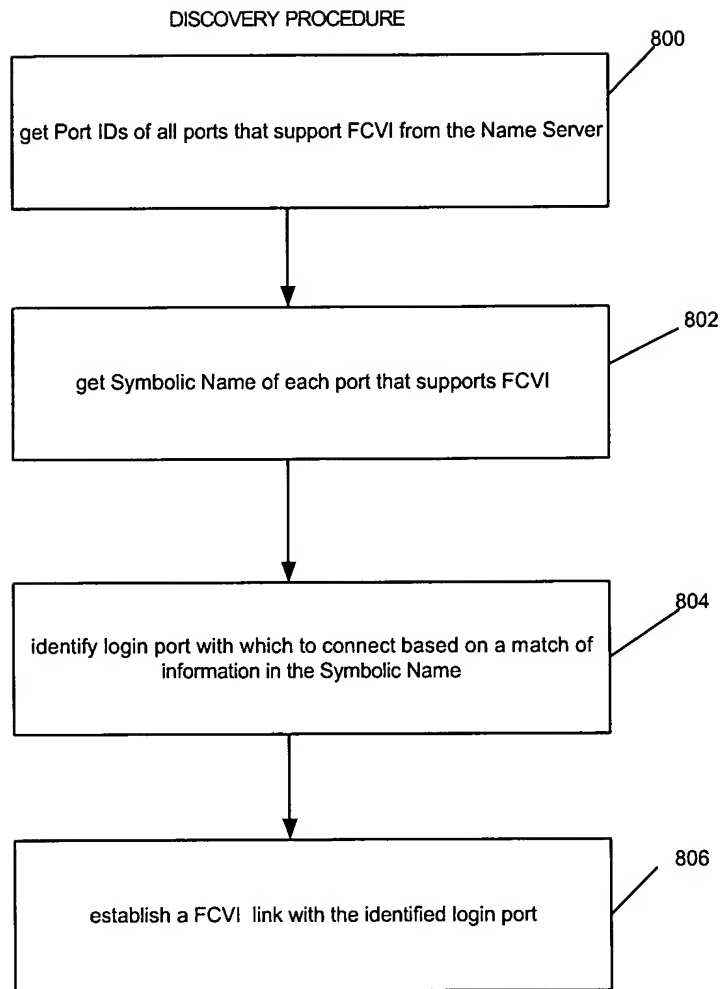 DISCOVERY PROCEDURE
800
get Port IDs of all ports that support FCVI from the Name Server
802
get Symbolic Name of each port that supports FCVI
804
identify login port with which to connect based on a match of
information in the Symbolic Name
806
establish a FCVI link with the identified login port